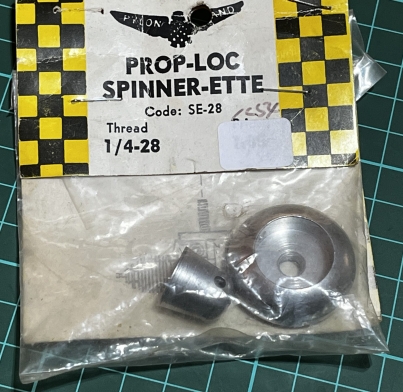 PYLON BRAND
PROP-LOC
SPINNER-ETTE
Code: SE-28
Thread
1/4-28